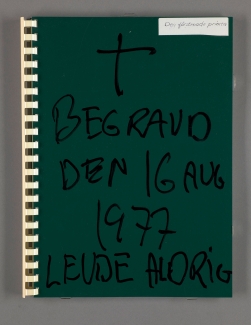 BEGRAVD
DEN 16 AUG
1977
LEVDE ALDRIG